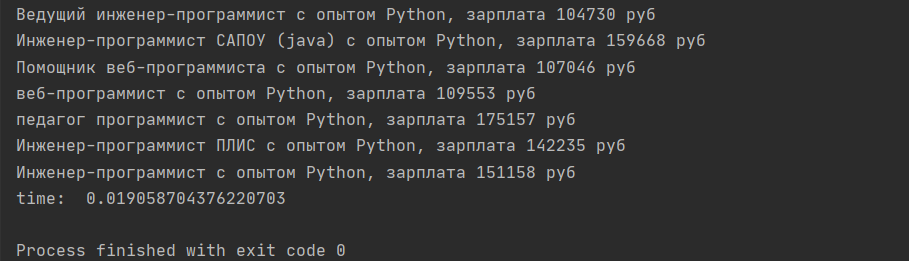 Ведущий инженер-программист с опытом Python, зарплата 104730 руб
Инженер-программист САПОУ (java) с опытом Python, зарплата 159668 руб
Помощник веб-программиста с опытом Python, зарплата 107046 руб
веб-программист с опытом Python, зарплата 109553 руб
педагог программист с опытом Python, зарплата 175157 руб
Инженер-программист ПЛИС с опытом Python, зарплата 142235 руб
Инженер-программист с опытом Python, зарплата 151158 руб
time:  0.019058704376220703
Process finished with exit code 0